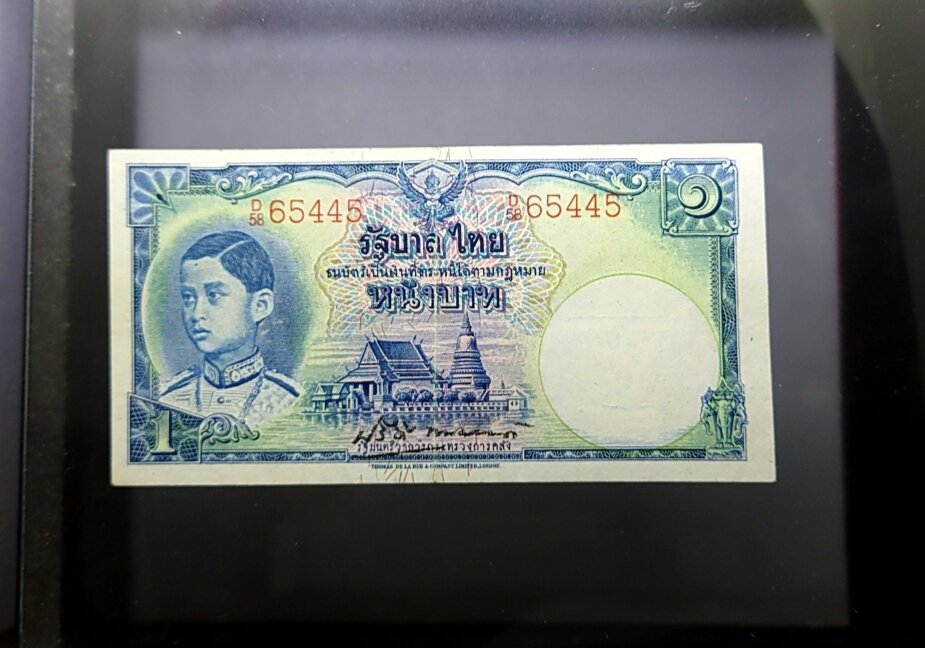 D/58 65445 D/58 65445
๑
รัฐบาลไทย
ธนบัตรเป็นเงินที่ชำระหนี้ได้ตามกฎหมาย
หนึ่งบาท
1
รัฐมนตรีว่าการกระทรวงการคลัง
THOMAS DE LA RUE & COMPANY, LIMITED, LONDON.